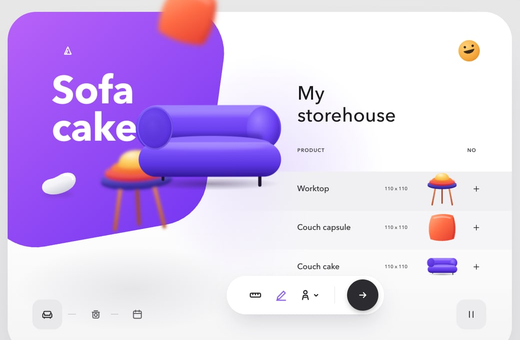 Sofa
cake
My
storehouse
PRODUCT NO
Worktop 110 x 110 +
Couch capsule 110 x 110 +
Couch cake 110 x 110 +